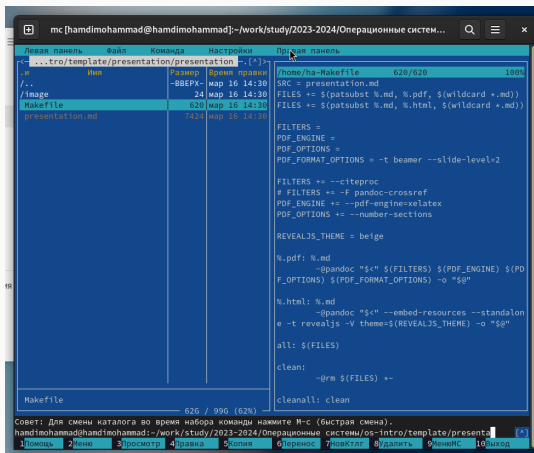 mc [hamdimohammad@hamdimohammad]:~/work/study/2023-2024/Операционные систем...
Левая панель Файл Команда Настройки Правая панель
<— ...tro/template/presentation/presentation —.[^]>
.и Имя Размер Время правки
/.. -ВВЕРХ- мар 16 14:30
/image 24 мар 16 14:30
Makefile 620 мар 16 14:30
presentation.md 7424 мар 16 14:30
Makefile
62G / 99G (62%)
/home/ha~Makefile 620/620 100%
SRC = presentation.md
FILES += $(patsubst %.md, %.pdf, $(wildcard *.md))
FILES += $(patsubst %.md, %.html, $(wildcard *.md))
FILTERS =
PDF_ENGINE =
PDF_OPTIONS =
PDF_FORMAT_OPTIONS = -t beamer --slide-level=2
FILTERS += --citeproc
# FILTERS += -F pandoc-crossref
PDF_ENGINE += --pdf-engine=xelatex
PDF_OPTIONS += --number-sections
REVEALJS_THEME = beige
%.pdf: %.md
-@pandoc "$<" $(FILTERS) $(PDF_ENGINE) $(PD
F_OPTIONS) $(PDF_FORMAT_OPTIONS) -o "$@"
%.html: %.md
-@pandoc "$<" --embed-resources --standalon
e -t revealjs -V theme=$(REVEALJS_THEME) -o "$@"
all: $(FILES)
clean:
-@rm $(FILES) *~
cleanall: clean
Совет: Для смены каталога во время набора команды нажмите M-c (быстрая смена).
hamdimohammad@hamdimohammad:~/work/study/2023-2024/Операционные системы/os-intro/template/presenta [^]
1Помощь 2Меню 3Просмотр 4Правка 5Копия 6Перенос 7НовКтлг 8Удалить 9МенюMC 10Выход